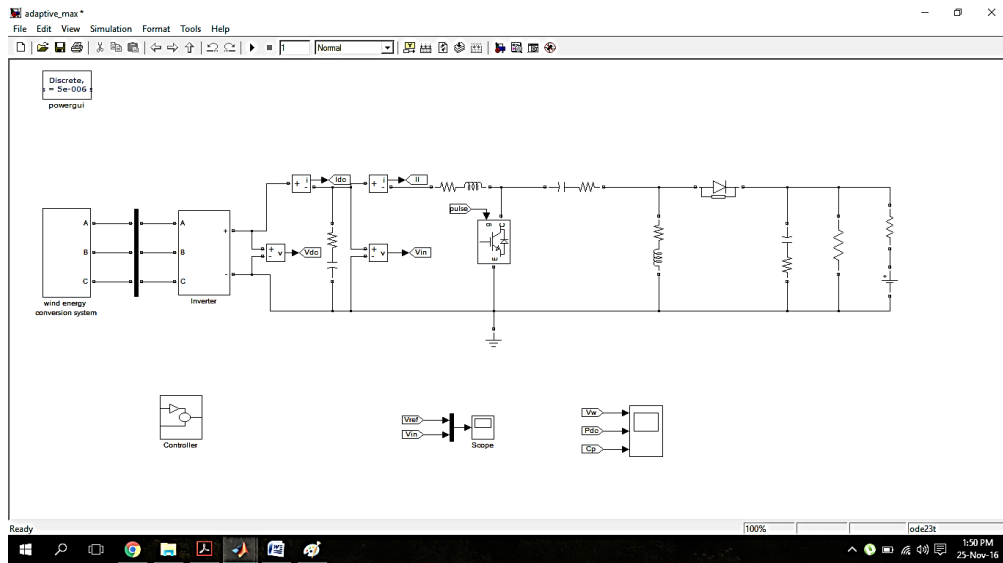 adaptive_max *
File Edit View Simulation Format Tools Help
1 Normal
Discrete,
s = 5e-006 s
powergui
+ - i Idc
+ - i Il
pulse
g C
E
A A
B B
C C
+
-
+ - v Vdc
+ - v Vin
+
wind energy
conversion system
Inverter
Controller
Vref
Vin
Scope
Vw
Pdc
Cp
Ready 100% ode23t
1:50 PM
25-Nov-16